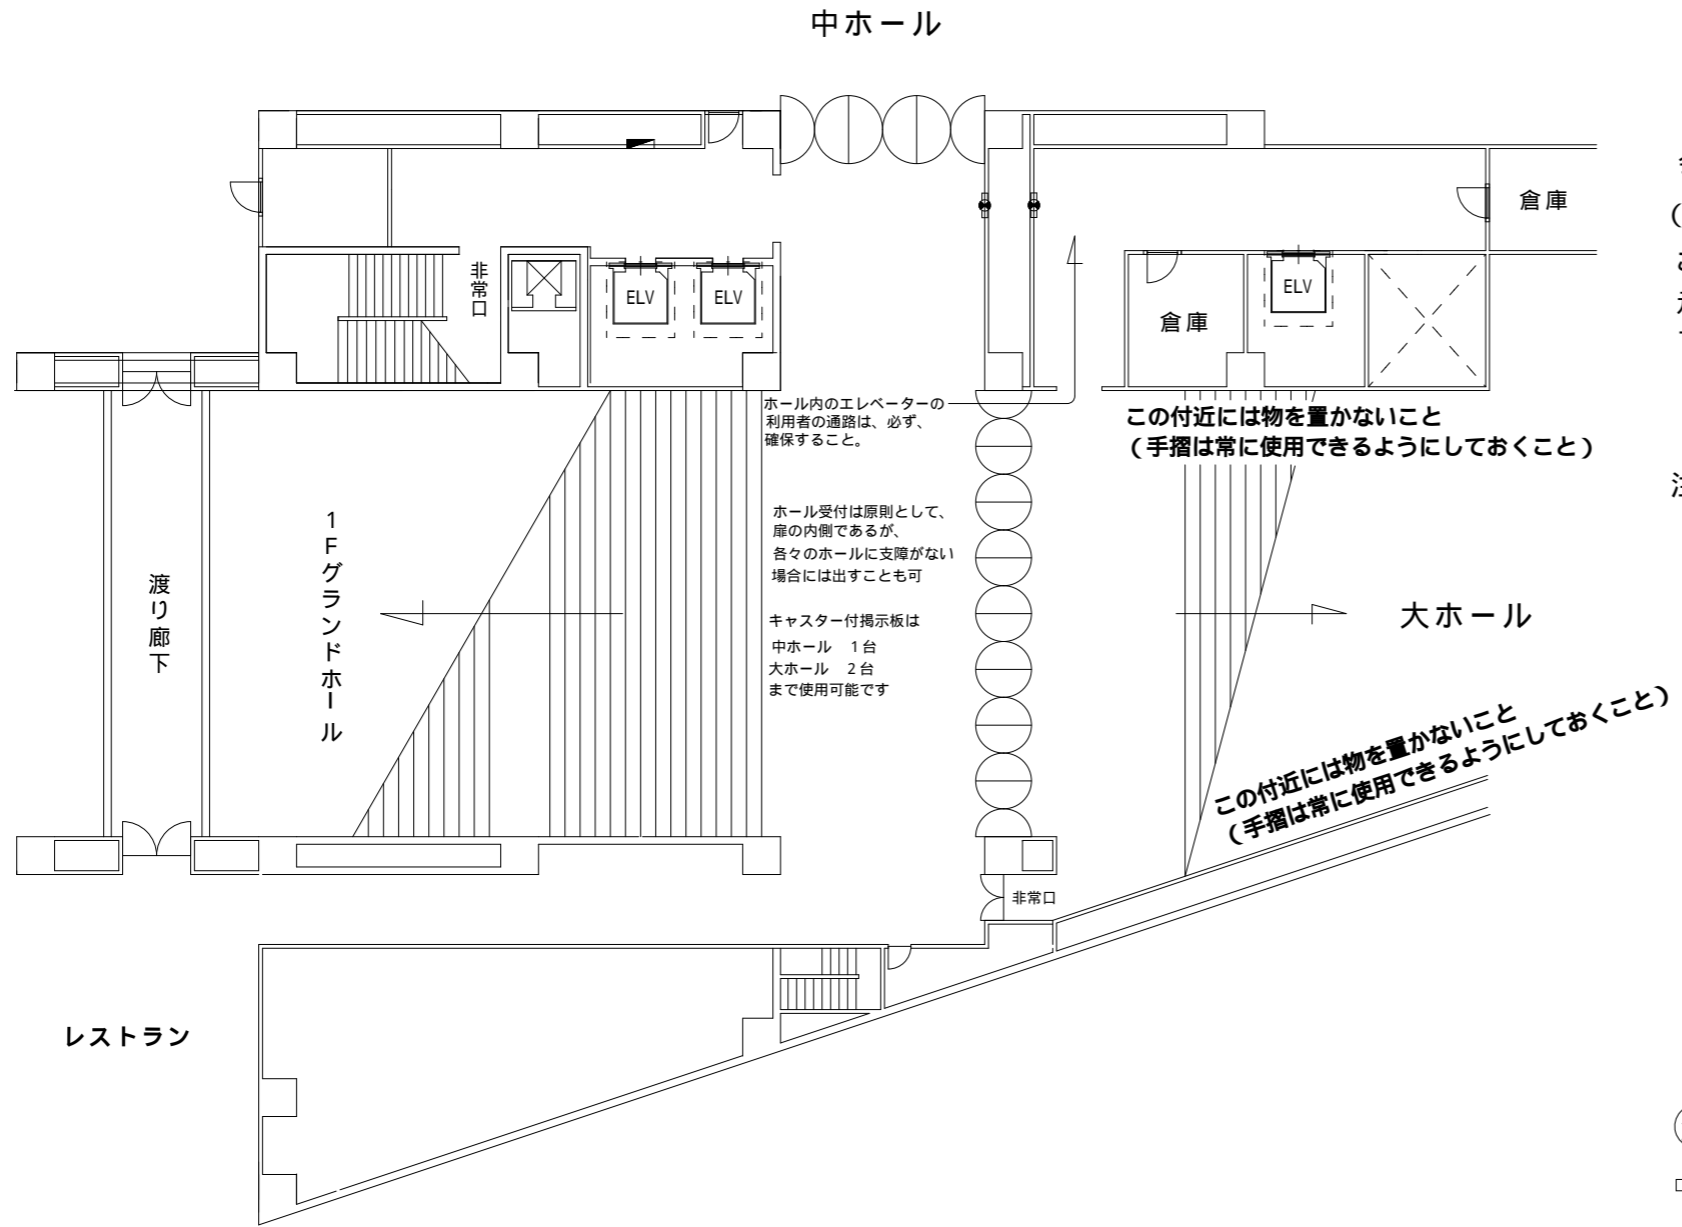 中ホール
倉庫
非常口
ELV
ELV
ELV
倉庫
ホール内のエレベーターの
利用者の通路は、必ず、
確保すること。
この付近には物を置かないこと
（手摺は常に使用できるようにしておくこと）
1Fグランドホール
ホール受付は原則として、
扉の内側であるが、
各々のホールに支障がない
場合には出すことも可
渡り廊下
キャスター付掲示板は
中ホール　1台
大ホール　2台
まで使用可能です
大ホール
この付近には物を置かないこと
（手摺は常に使用できるようにしておくこと）
非常口
レストラン